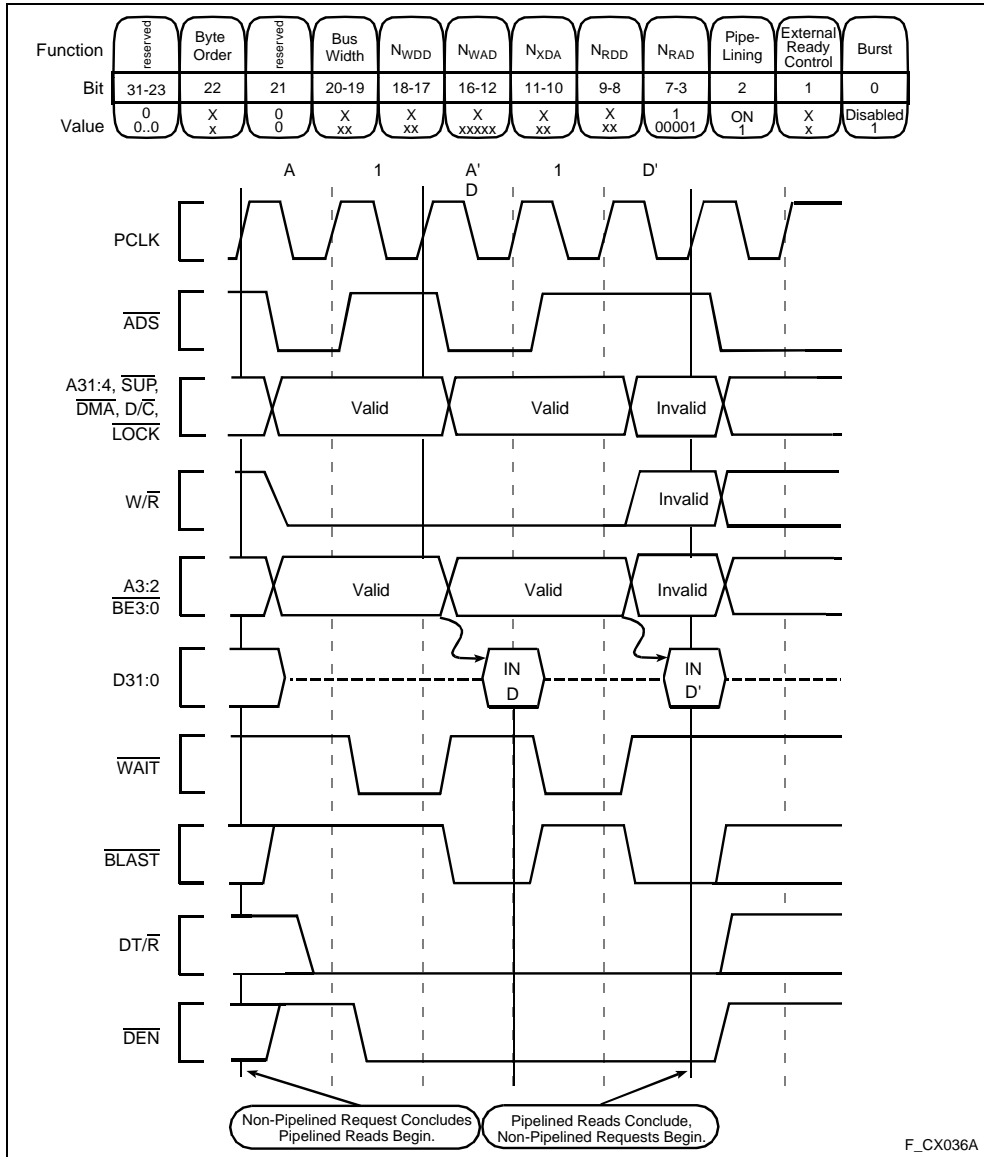 Function reserved Byte Order reserved Bus Width NWDD NWAD NXDA NRDD NRAD Pipe-Lining External Ready Control Burst
Bit 31-23 22 21 20-19 18-17 16-12 11-10 9-8 7-3 2 1 0
Value 0 X 0 X X X X X 1 ON X Disabled
0..0 x 0 xx xx xxxxx xx xx 00001 1 x 1
A 1 A' 1 D'
D
PCLK
ADS
A31:4, SUP,
DMA, D/C,
LOCK
Valid Valid Invalid
W/R
Invalid
A3:2
BE3:0
Valid Valid Invalid
D31:0
IN IN
D D'
WAIT
BLAST
DT/R
DEN
Non-Pipelined Request Concludes
Pipelined Reads Begin.
Pipelined Reads Conclude,
Non-Pipelined Requests Begin.
F_CX036A